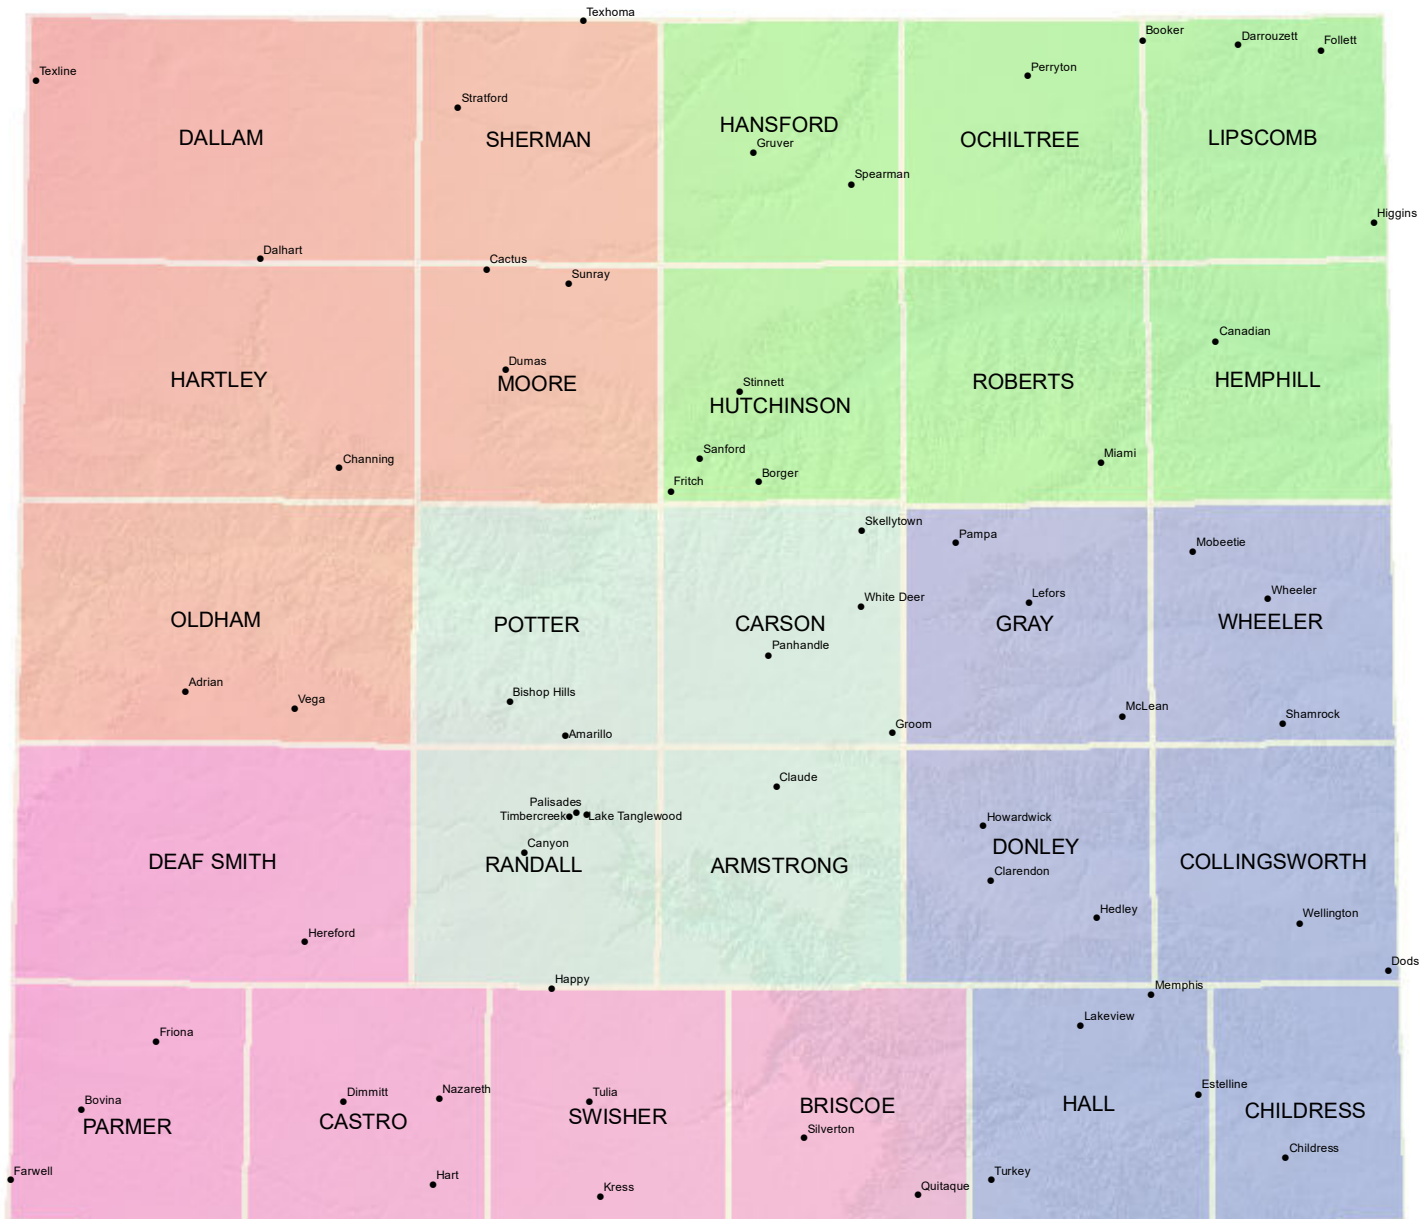 Texhoma
Booker
Darrouzett
Follett
Texline
Perryton
Stratford
DALLAM
SHERMAN
HANSFORD
Gruver
OCHILTREE
LIPSCOMB
Spearman
Higgins
Dalhart
Cactus
Sunray
Canadian
HARTLEY
Dumas
MOORE
Stinnett
HUTCHINSON
ROBERTS
HEMPHILL
Channing
Sanford
Borger
Fritch
Miami
Skellytown
Pampa
Mobeetie
White Deer
Lefors
Wheeler
OLDHAM
POTTER
CARSON
Panhandle
GRAY
WHEELER
Adrian
Vega
Bishop Hills
Amarillo
Groom
McLean
Shamrock
Claude
Palisades
Timbercreek
Lake Tanglewood
Canyon
Howardwick
DEAF SMITH
RANDALL
ARMSTRONG
DONLEY
Clarendon
COLLINGSWORTH
Hereford
Hedley
Wellington
Dods
Happy
Memphis
Lakeview
Friona
Bovina
PARMER
Dimmitt
CASTRO
Nazareth
Tulia
SWISHER
BRISCOE
Silverton
HALL
Estelline
CHILDRESS
Childress
Farwell
Hart
Kress
Quitaque
Turkey